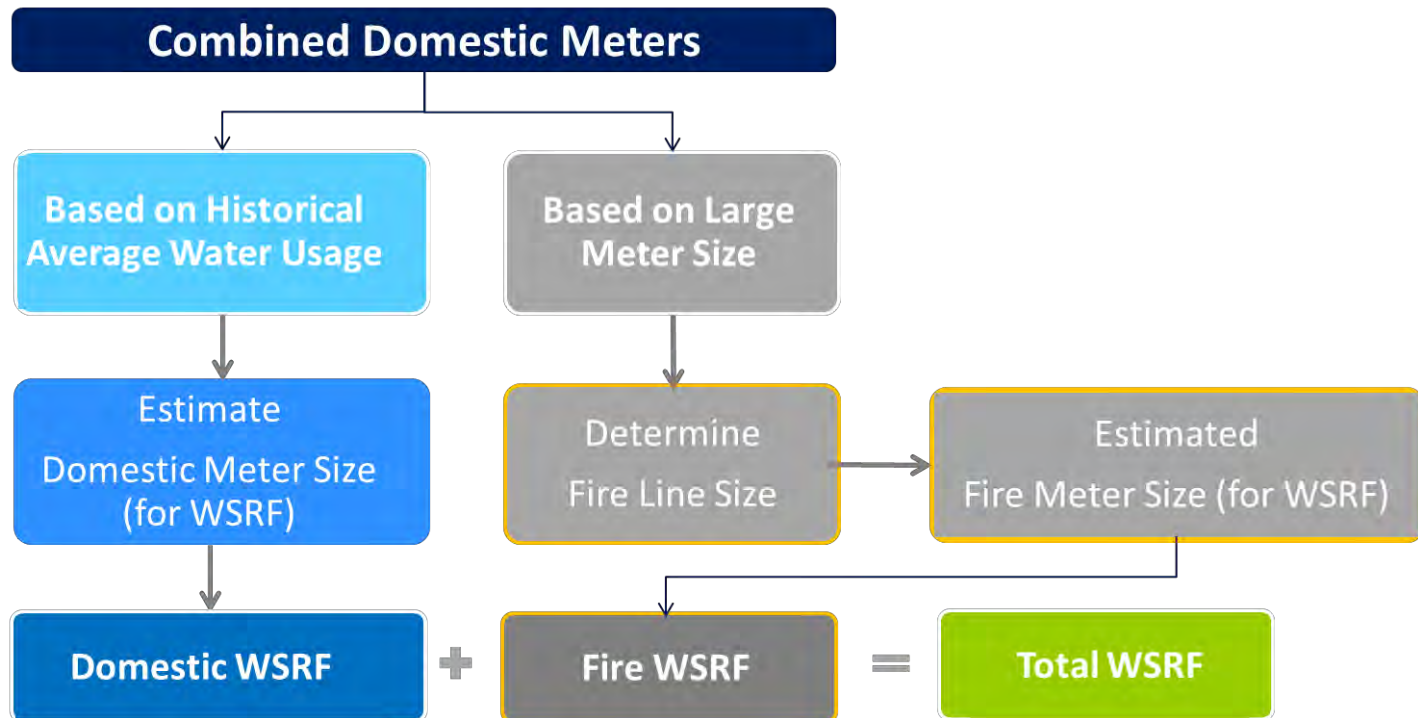 Combined Domestic Meters
Based on Historical
Average Water Usage
Based on Large
Meter Size
Estimate
Domestic Meter Size
(for WSRF)
Determine
Fire Line Size
Estimated
Fire Meter Size (for WSRF)
Domestic WSRF
+
Fire WSRF
=
Total WSRF